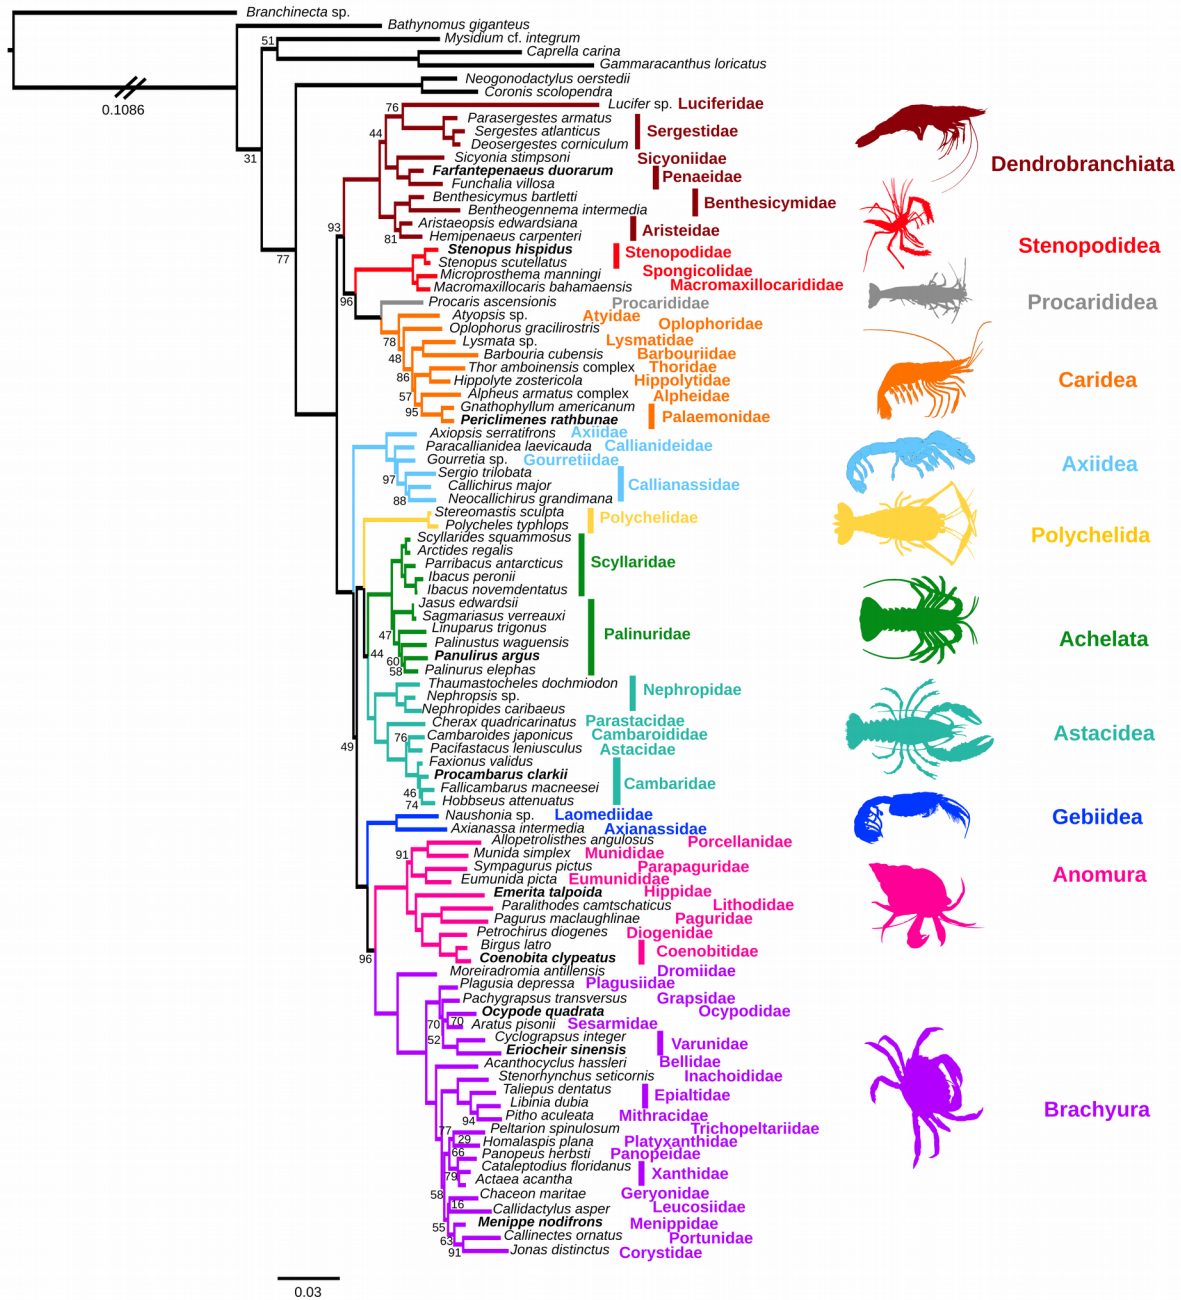 Branchinecta sp.
Bathynomus giganteus
51 Mysidium cf. integrum
Caprella carina
Gammaracanthus loricatus
Neogonodactylus oerstedii
0.1086 Coronis scolopendra
76 Lucifer sp. Luciferidae
Parasergestes armatus
44 Sergestes atlanticus Sergestidae
Deosergestes corniculum
31 Sicyonia stimpsoni Sicyoniidae
Dendrobranchiata
Farfantepenaeus duorarum
Penaeidae
Funchalia villosa
Benthesicymus bartletti
Benthesicymidae
Bentheogennema intermedia
Aristaeopsis edwardsiana
93 Aristeidae
81 Hemipenaeus carpenteri
Stenopus hispidus
Stenopodidae Stenopodidea
77 Stenopus scutellatus
Microprosthema manningi Spongicolidae
Macromaxillocaris bahamaensis Macromaxillocarididae
96 Procaris ascensionis Procarididae Procarididea
Atyopsis sp. Atyidae
Oplophorus gracilirostris Oplophoridae
78 Lysmata sp. Lysmatidae
48 Barbouria cubensis Barbouriidae
Thor amboinensis complex Thoridae
86 Hippolyte zostericola Hippolytidae Caridea
57 Alpheus armatus complex Alpheidae
95 Gnathophyllum americanum
Palaemonidae
Periclimenes rathbunae
Axiopsis serratifrons Axiidae
Paracallianidea laevicauda Callianideidae
Gourretia sp. Gourretiidae Axiidea
97 Sergio trilobata
Callichirus major Callianassidae
88 Neocallichirus grandimana
Stereomastis sculpta
Polychelidae
Polycheles typhlops
Polychelida
Scyllarides squammosus
Arctides regalis
Parribacus antarcticus Scyllaridae
Ibacus peronii
Ibacus novemdentatus
Jasus edwardsii
Sagmariasus verreauxi
Linuparus trigonus
47 Palinuridae Achelata
Palinustus waguensis
44 Panulirus argus
60
58 Palinurus elephas
Thaumastocheles dochmiodon
Nephropsis sp. Nephropidae
Nephropides caribaeus
Cherax quadricarinatus Parastacidae
76 Cambaroides japonicus Cambaroididae Astacidea
49 Pacifastacus leniusculus Astacidae
Faxonius validus
Procambarus clarkii
Cambaridae
46 Fallicambarus macneesei
74 Hobbseus attenuatus
Naushonia sp. Laomediidae Gebiidea
Axianassa intermedia Axianassidae
Allopetrolisthes angulosus Porcellanidae
91 Munida simplex Munididae
Sympagurus pictus Parapaguridae
Eumunida picta Eumunididae Anomura
Emerita talpoida Hippidae
Paralithodes camtschaticus Lithodidae
Pagurus maclaughlinae Paguridae
Petrochirus diogenes Diogenidae
Birgus latro
Coenobitidae
96 Coenobita clypeatus
Moreiradromia antillensis Dromiidae
Plagusia depressa Plagusiidae
Pachygrapsus transversus Grapsidae
Ocypode quadrata Ocypodidae
70 70 Aratus pisonii Sesarmidae
52 Cyclograpsus integer
Varunidae
Eriocheir sinensis
Acanthocyclus hassleri Bellidae
Stenorhynchus seticornis Inachoididae
Taliepus dentatus
Epialtidae
Libinia dubia
94 Pitho aculeata Mithracidae Brachyura
77 Peltarion spinulosum Trichopeltariidae
29 Homalaspis plana Platyxanthidae
66 Panopeus herbsti Panopeidae
Cataleptodius floridanus
Xanthidae
79 Actaea acantha
58 Chaceon maritae Geryonidae
16 Callidactylus asper Leucosiidae
55 Menippe nodifrons Menippidae
63 Callinectes ornatus Portunidae
91 Jonas distinctus Corystidae
0.03